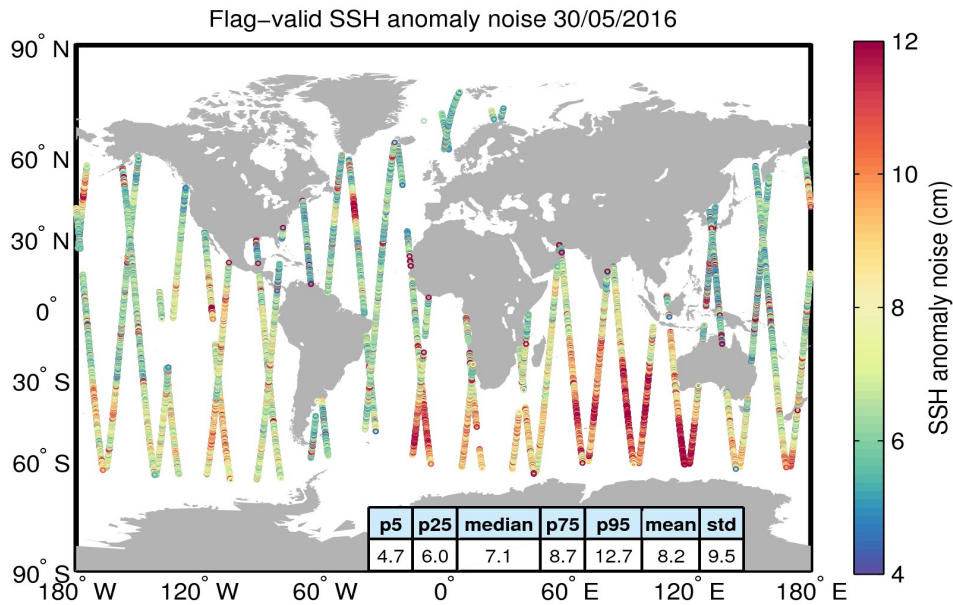 Flag−valid SSH anomaly noise 30/05/2016
90° N
60° N
30° N
0°
30° S
60° S
90° S
180° W
120° W
60° W
0°
60° E
120° E
180° E
p5 p25 median p75 p95 mean std
4.7 6.0 7.1 8.7 12.7 8.2 9.5
12
10
8
6
4
SSH anomaly noise (cm)